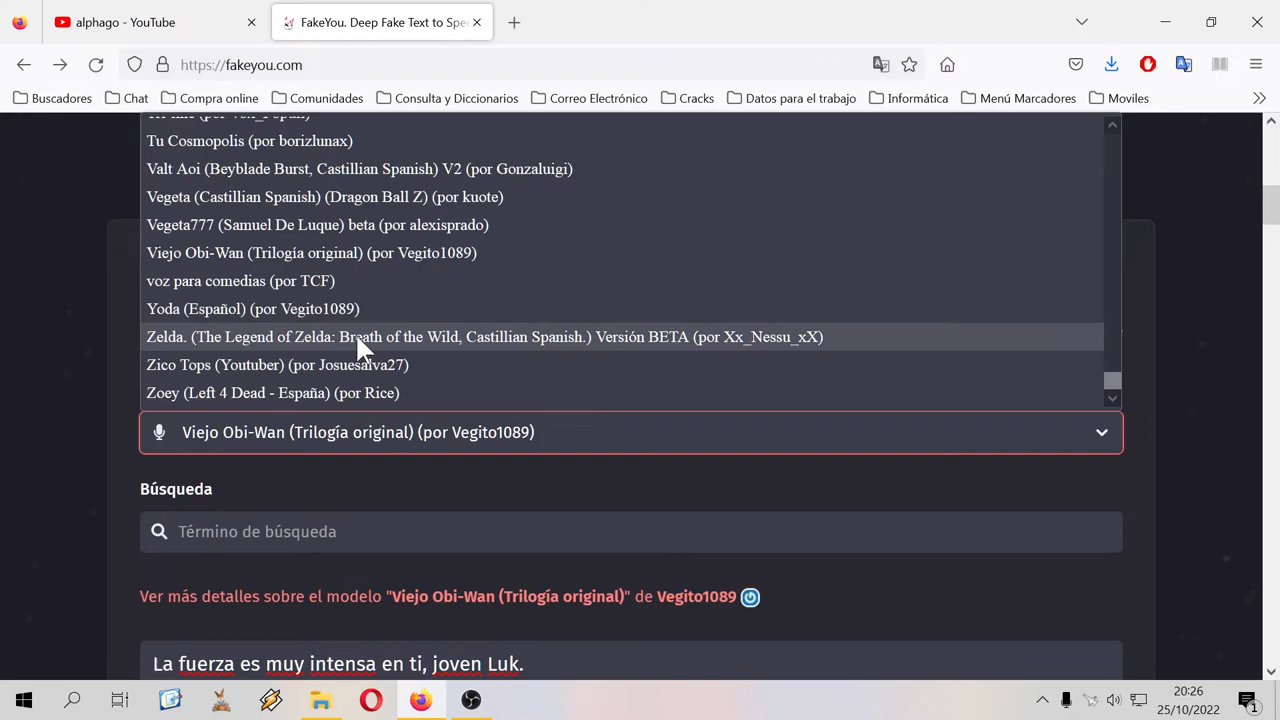 alphago - YouTube
FakeYou. Deep Fake Text to Spee
https://fakeyou.com
Buscadores
Chat
Compra online
Comunidades
Consulta y Diccionarios
Correo Electrónico
Cracks
Datos para el trabajo
Informática
Menú Marcadores
Moviles
Tu Cosmopolis (por borizlunax)
Valt Aoi (Beyblade Burst, Castillian Spanish) V2 (por Gonzaluigi)
Vegeta (Castillian Spanish) (Dragon Ball Z) (por kuote)
Vegeta777 (Samuel De Luque) beta (por alexisprado)
Viejo Obi-Wan (Trilogía original) (por Vegito1089)
voz para comedias (por TCF)
Yoda (Español) (por Vegito1089)
Zelda. (The Legend of Zelda: Breath of the Wild, Castillian Spanish.) Versión BETA (por Xx_Nessu_xX)
Zico Tops (Youtuber) (por Josuesalva27)
Zoey (Left 4 Dead - España) (por Rice)
Viejo Obi-Wan (Trilogía original) (por Vegito1089)
Búsqueda
Término de búsqueda
Ver más detalles sobre el modelo "Viejo Obi-Wan (Trilogía original)" de Vegito1089
La fuerza es muy intensa en ti, joven Luk.
20:26
25/10/2022
1